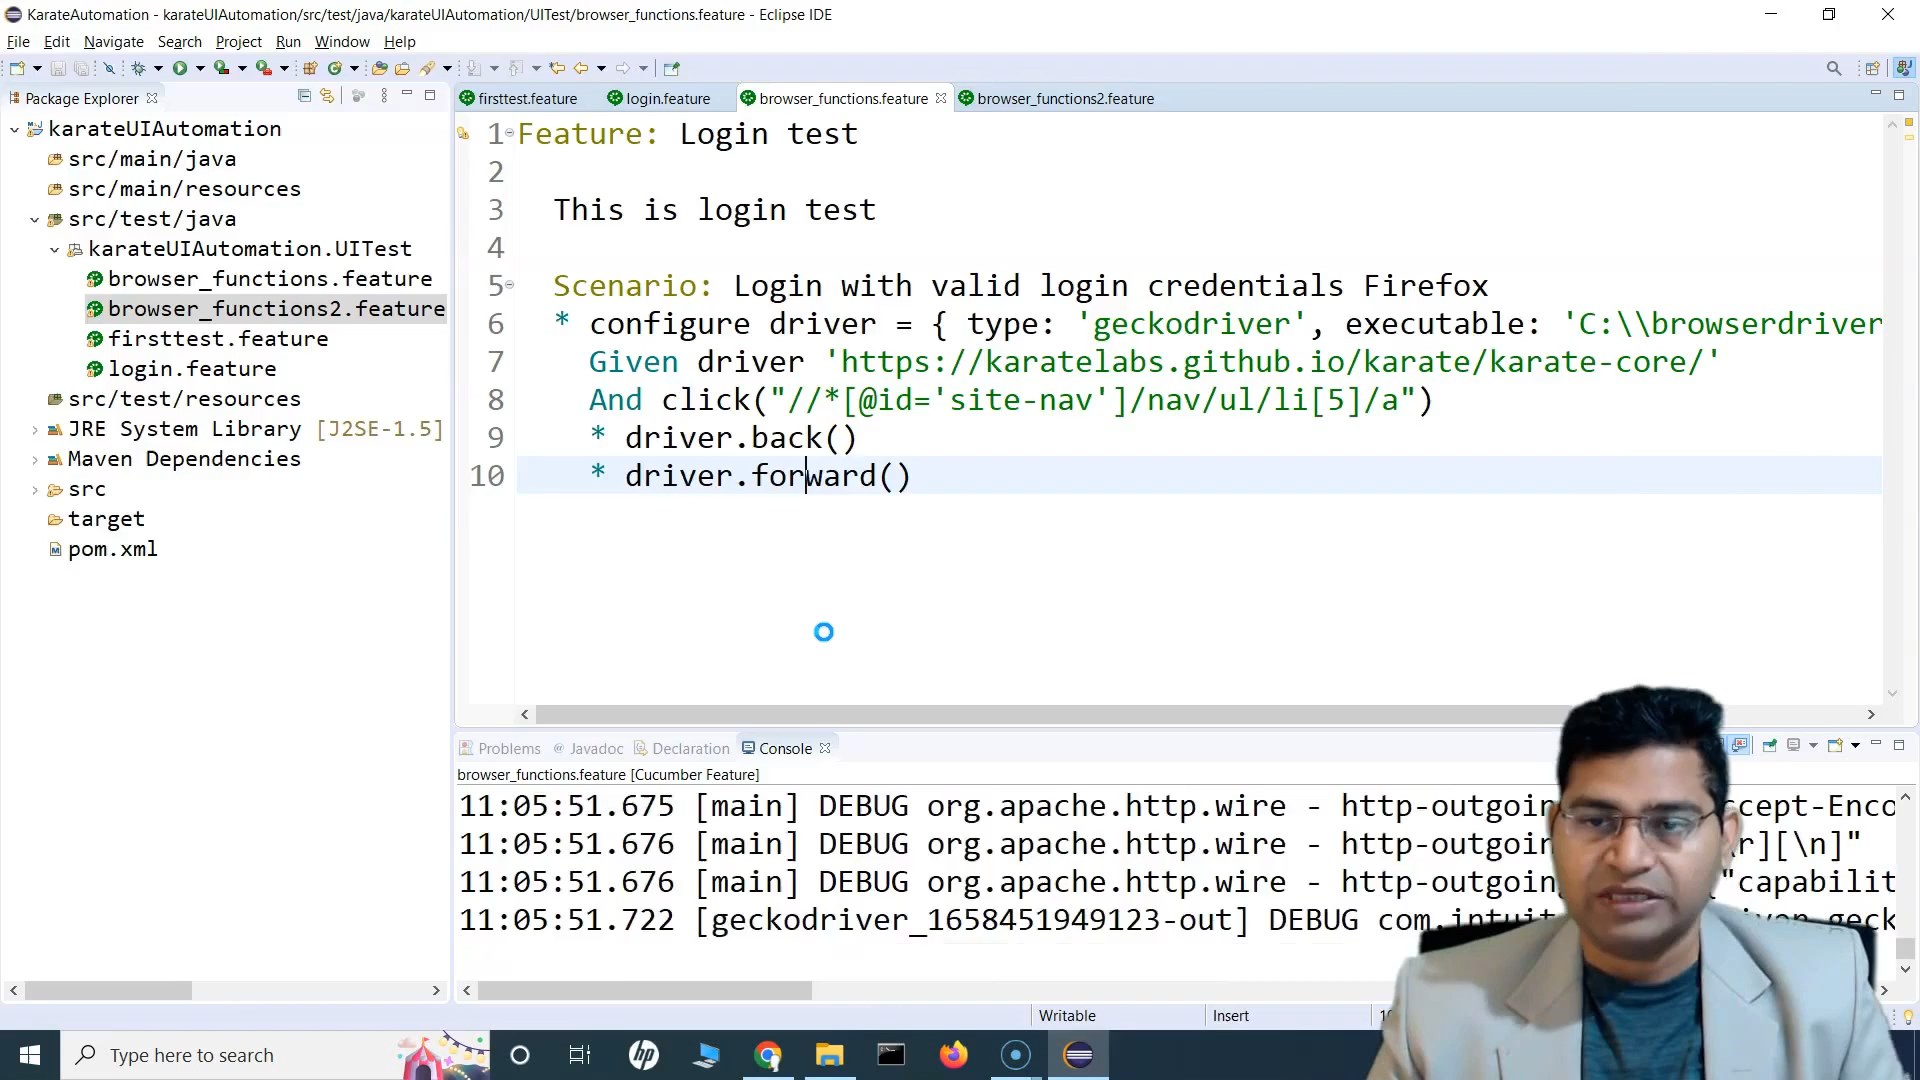 KarateAutomation - karateUIAutomation/src/test/java/karateUIAutomation/UITest/browser_functions.feature - Eclipse IDE
File Edit Navigate Search Project Run Window Help
Package Explorer
firsttest.feature login.feature browser_functions.feature browser_functions2.feature
karateUIAutomation
src/main/java
src/main/resources
src/test/java
karateUIAutomation.UITest
browser_functions.feature
browser_functions2.feature
firsttest.feature
login.feature
src/test/resources
JRE System Library [J2SE-1.5]
Maven Dependencies
src
target
pom.xml
1 Feature: Login test
2
3 This is login test
4
5 Scenario: Login with valid login credentials Firefox
6 * configure driver = { type: 'geckodriver', executable: 'C:\\browserdriver
7 Given driver 'https://karatelabs.github.io/karate/karate-core/'
8 And click("//*[@id='site-nav']/nav/ul/li[5]/a")
9 * driver.back()
10 * driver.forward()
Problems @ Javadoc Declaration Console
browser_functions.feature [Cucumber Feature]
11:05:51.675 [main] DEBUG org.apache.http.wire - http-outgoing ccept-Enco
11:05:51.676 [main] DEBUG org.apache.http.wire - http-outgoing r][\n]"
11:05:51.676 [main] DEBUG org.apache.http.wire - http-outgoing "capabilit
11:05:51.722 [geckodriver_1658451949123-out] DEBUG com.intuit geck
Writable Insert
Type here to search
hp